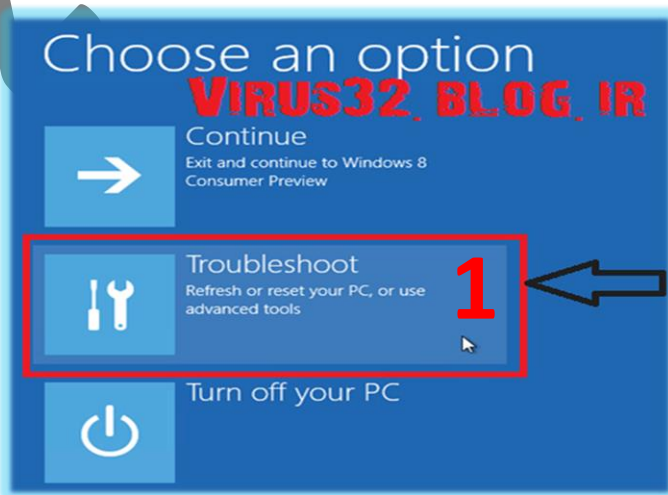 Choose an option
VIRUS32.BLOG.IR
Continue
Exit and continue to Windows 8
Consumer Preview
Troubleshoot
Refresh or reset your PC, or use
advanced tools
1
Turn off your PC